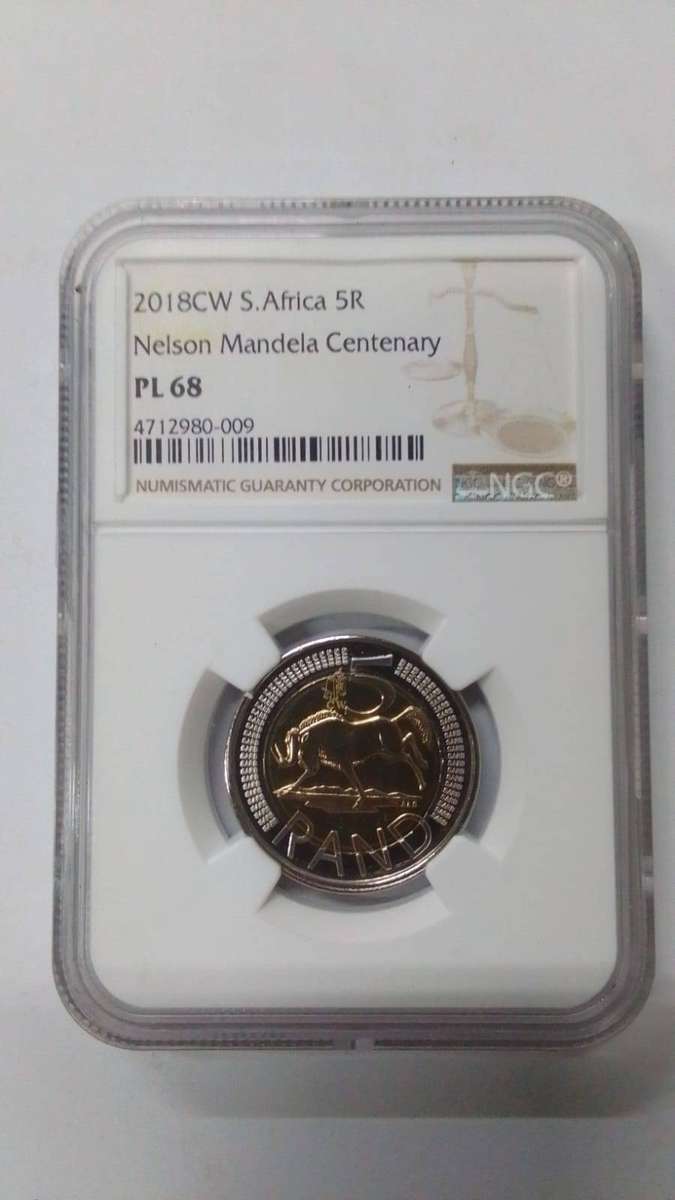 2018CW S.Africa 5R
Nelson Mandela Centenary
PL 68
4712980-009
NUMISMATIC GUARANTY CORPORATION
NGC®
5
RAND